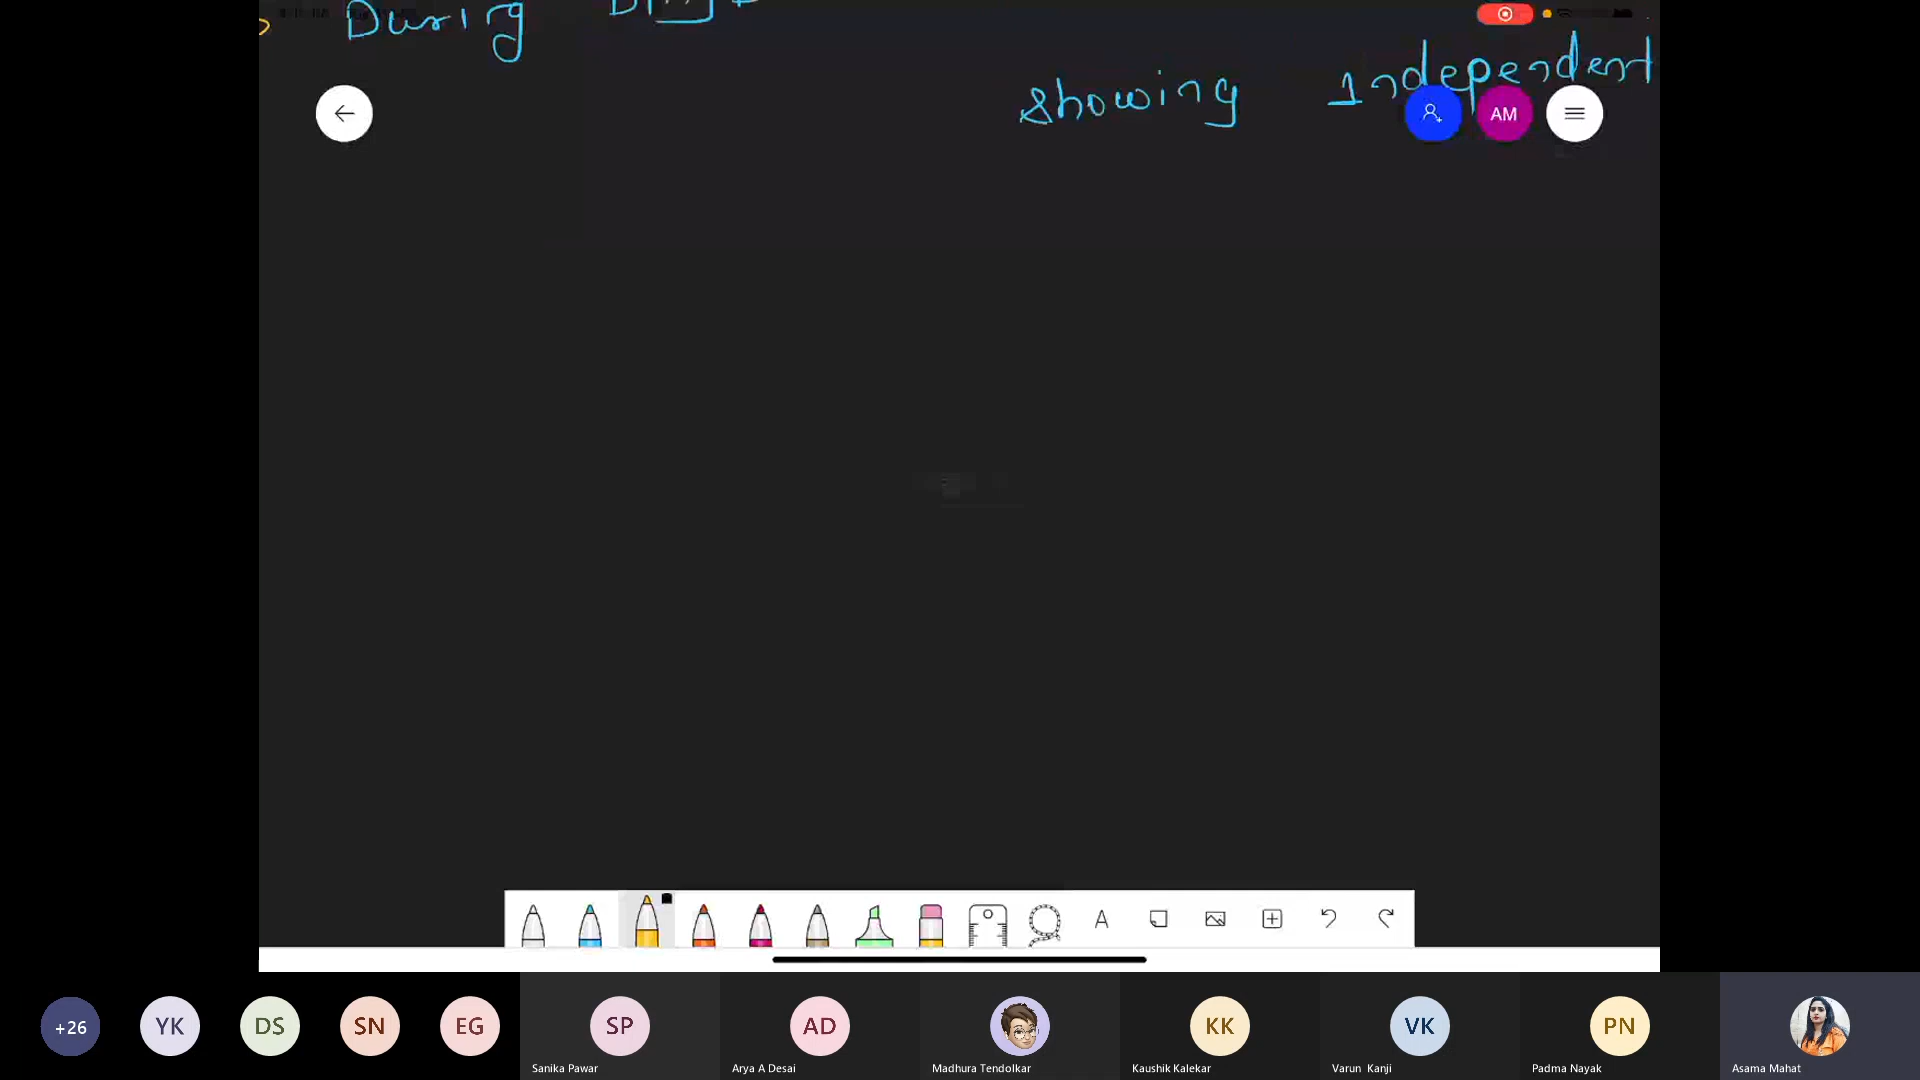 During
showing Independent
AM
A
+26 YK DS SN EG SP AD KK VK PN
Sanika Pawar Arya A Desai Madhura Tendolkar Kaushik Kalekar Varun Kanji Padma Nayak Asama Mahat